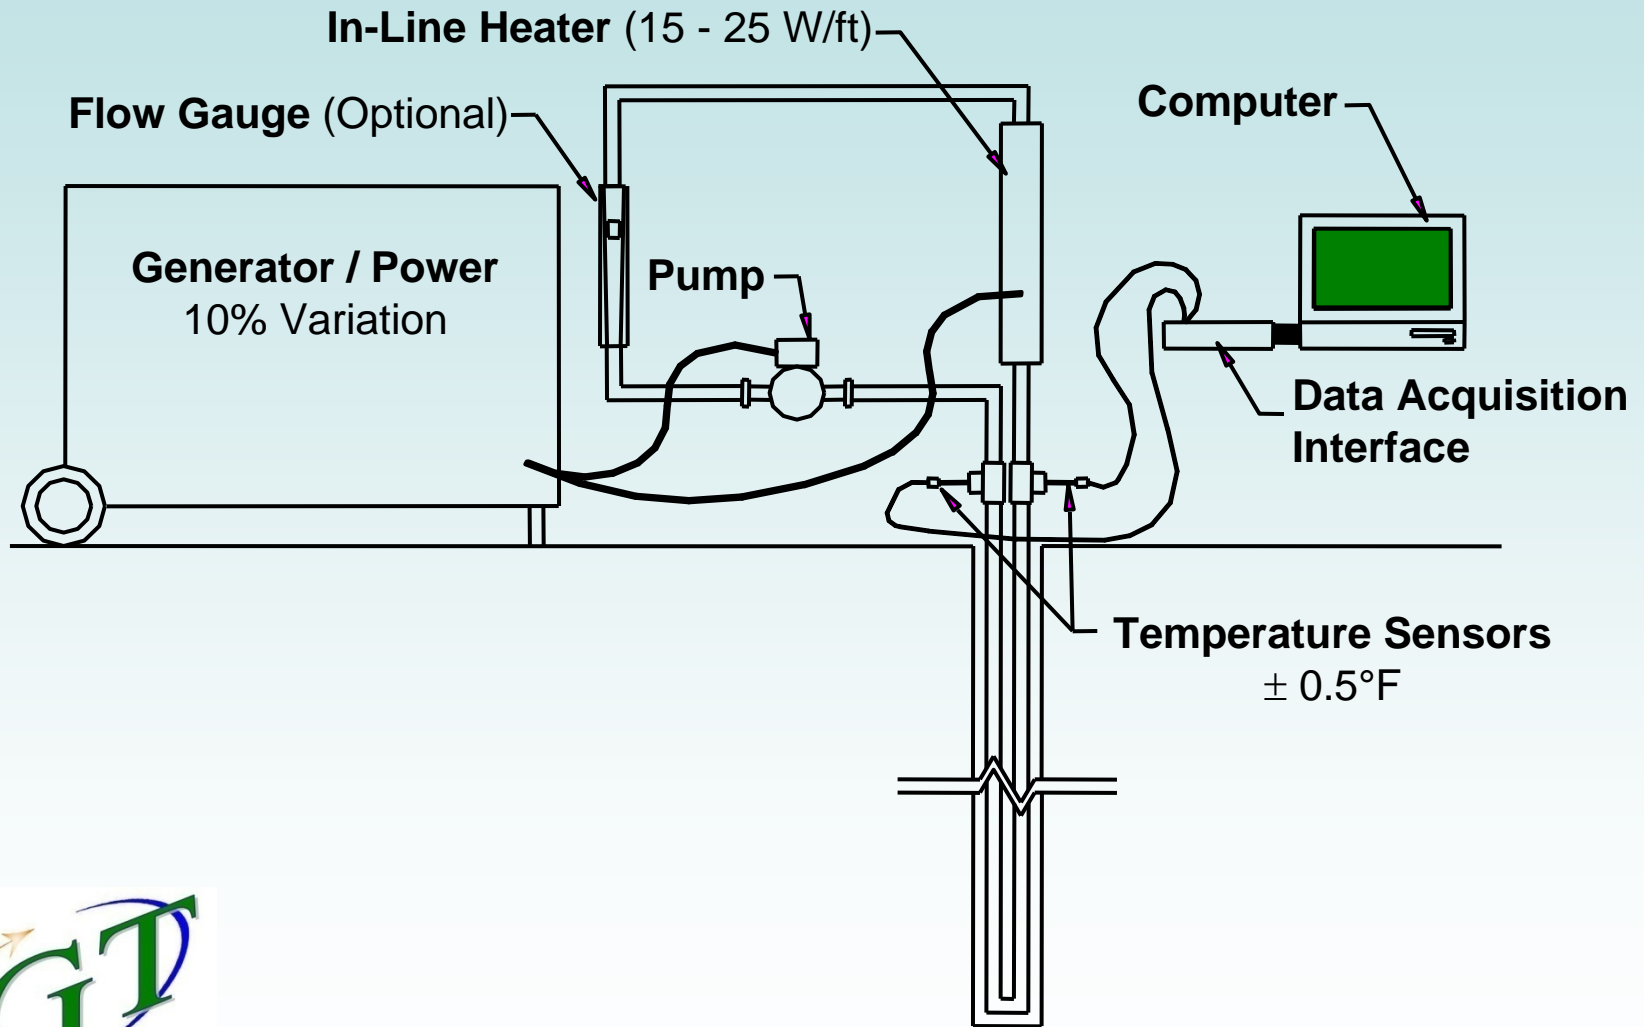 In-Line Heater (15 - 25 W/ft)
Flow Gauge (Optional)
Computer
Generator / Power
10% Variation
Pump
Data Acquisition
Interface
Temperature Sensors
± 0.5°F
GT